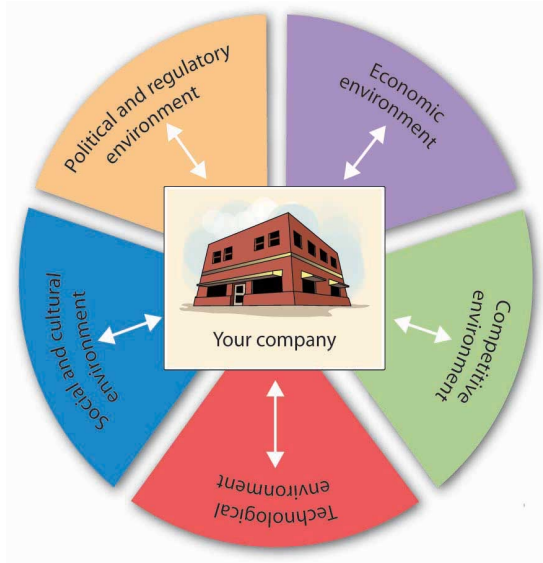 Political and regulatory
environment
Economic
environment
Competitive
environment
Technological
environment
Social and cultural
environment
Your company